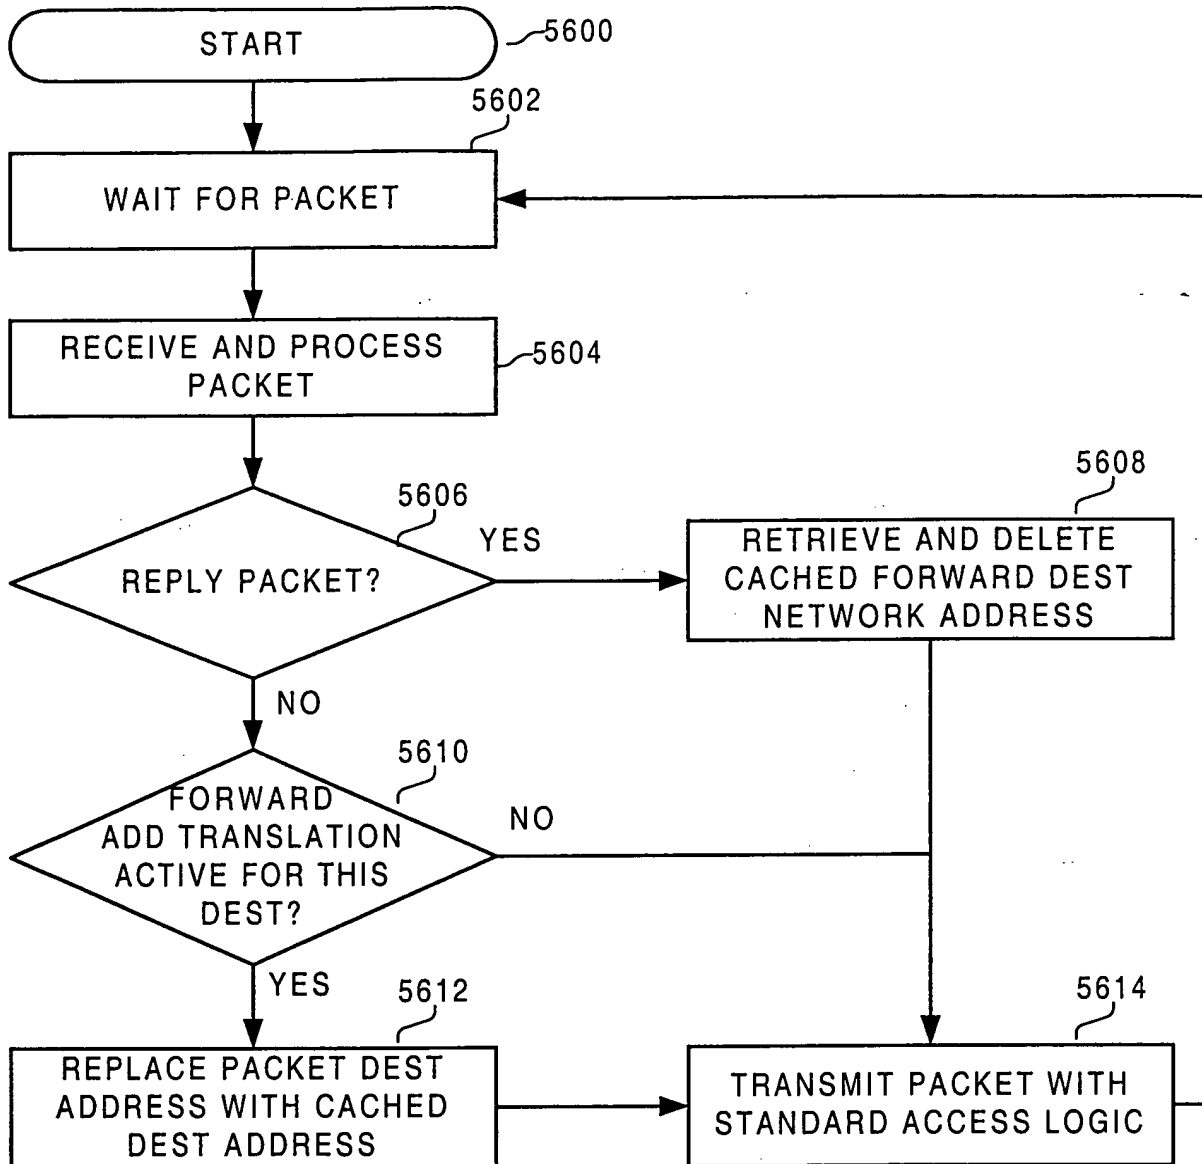 START
5600
5602
WAIT FOR PACKET
RECEIVE AND PROCESS
PACKET
5604
5606
REPLY PACKET?
YES
5608
RETRIEVE AND DELETE
CACHED FORWARD DEST
NETWORK ADDRESS
NO
5610
FORWARD
ADD TRANSLATION
ACTIVE FOR THIS
DEST?
NO
YES
5612
REPLACE PACKET DEST
ADDRESS WITH CACHED
DEST ADDRESS
5614
TRANSMIT PACKET WITH
STANDARD ACCESS LOGIC